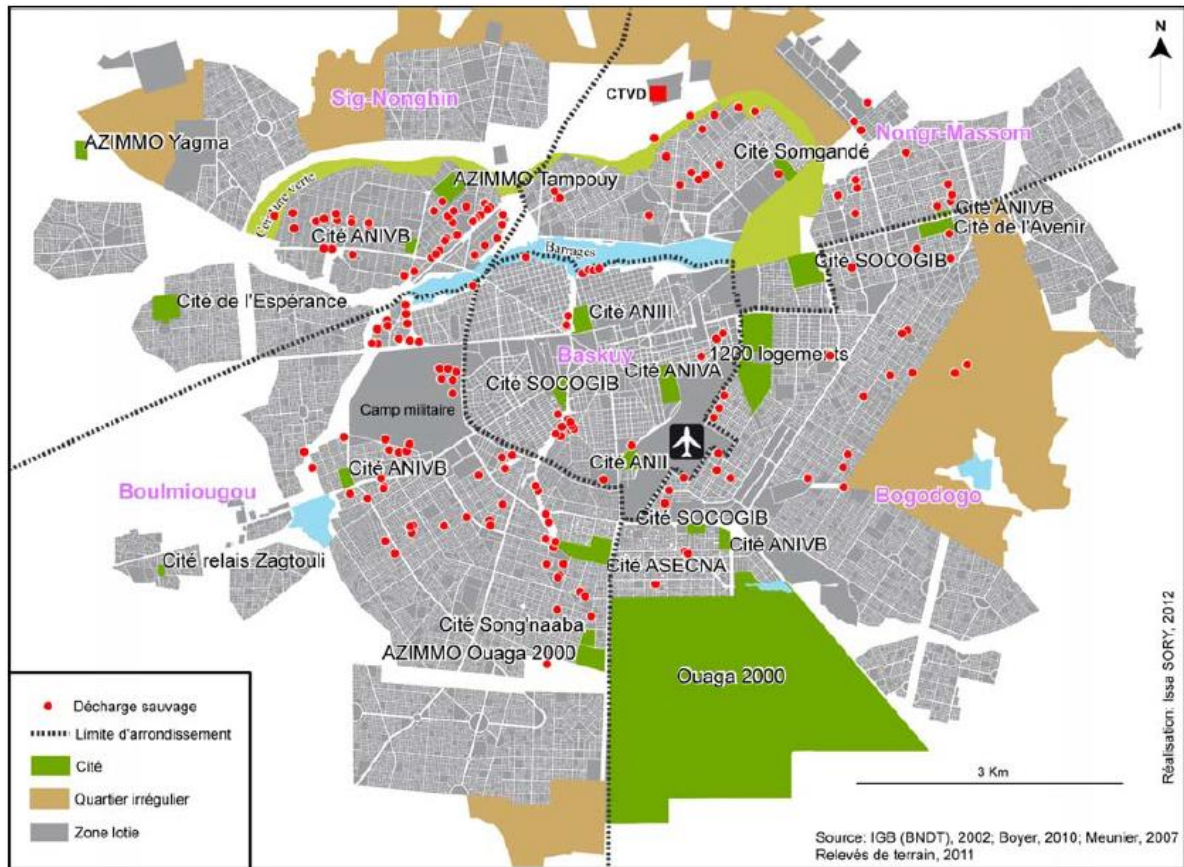 N
Sig-Nonghin
CTVD
Nongr-Massom
AZIMMO Yagma
Cité Somgandé
AZIMMO Tampouy
Ceinture Verte
Cité ANIVB
Cité ANIVB
Cité de l'Avenir
Barrages
Cité SOCOGIB
Cité de l'Espérance
Cité ANIII
Baskuy
1200 logements
Cité ANIVA
Cité SOCOGIB
Camp militaire
Cité ANII
Cité ANIVB
Boulmiougou
Bogodogo
Cité SOCOGIB
Cité ANIVB
Cité relais Zagtouli
Cité ASECNA
Cité Song'naaba
AZIMMO Ouaga 2000
Ouaga 2000
Décharge sauvage
Limite d'arrondissement
Cité
Quartier irrégulier
Zone lotie
3 Km
Réalisation: Issa SORY, 2012
Source: IGB (BNDT), 2002; Boyer, 2010; Meunier, 2007
Relevés de terrain, 2011